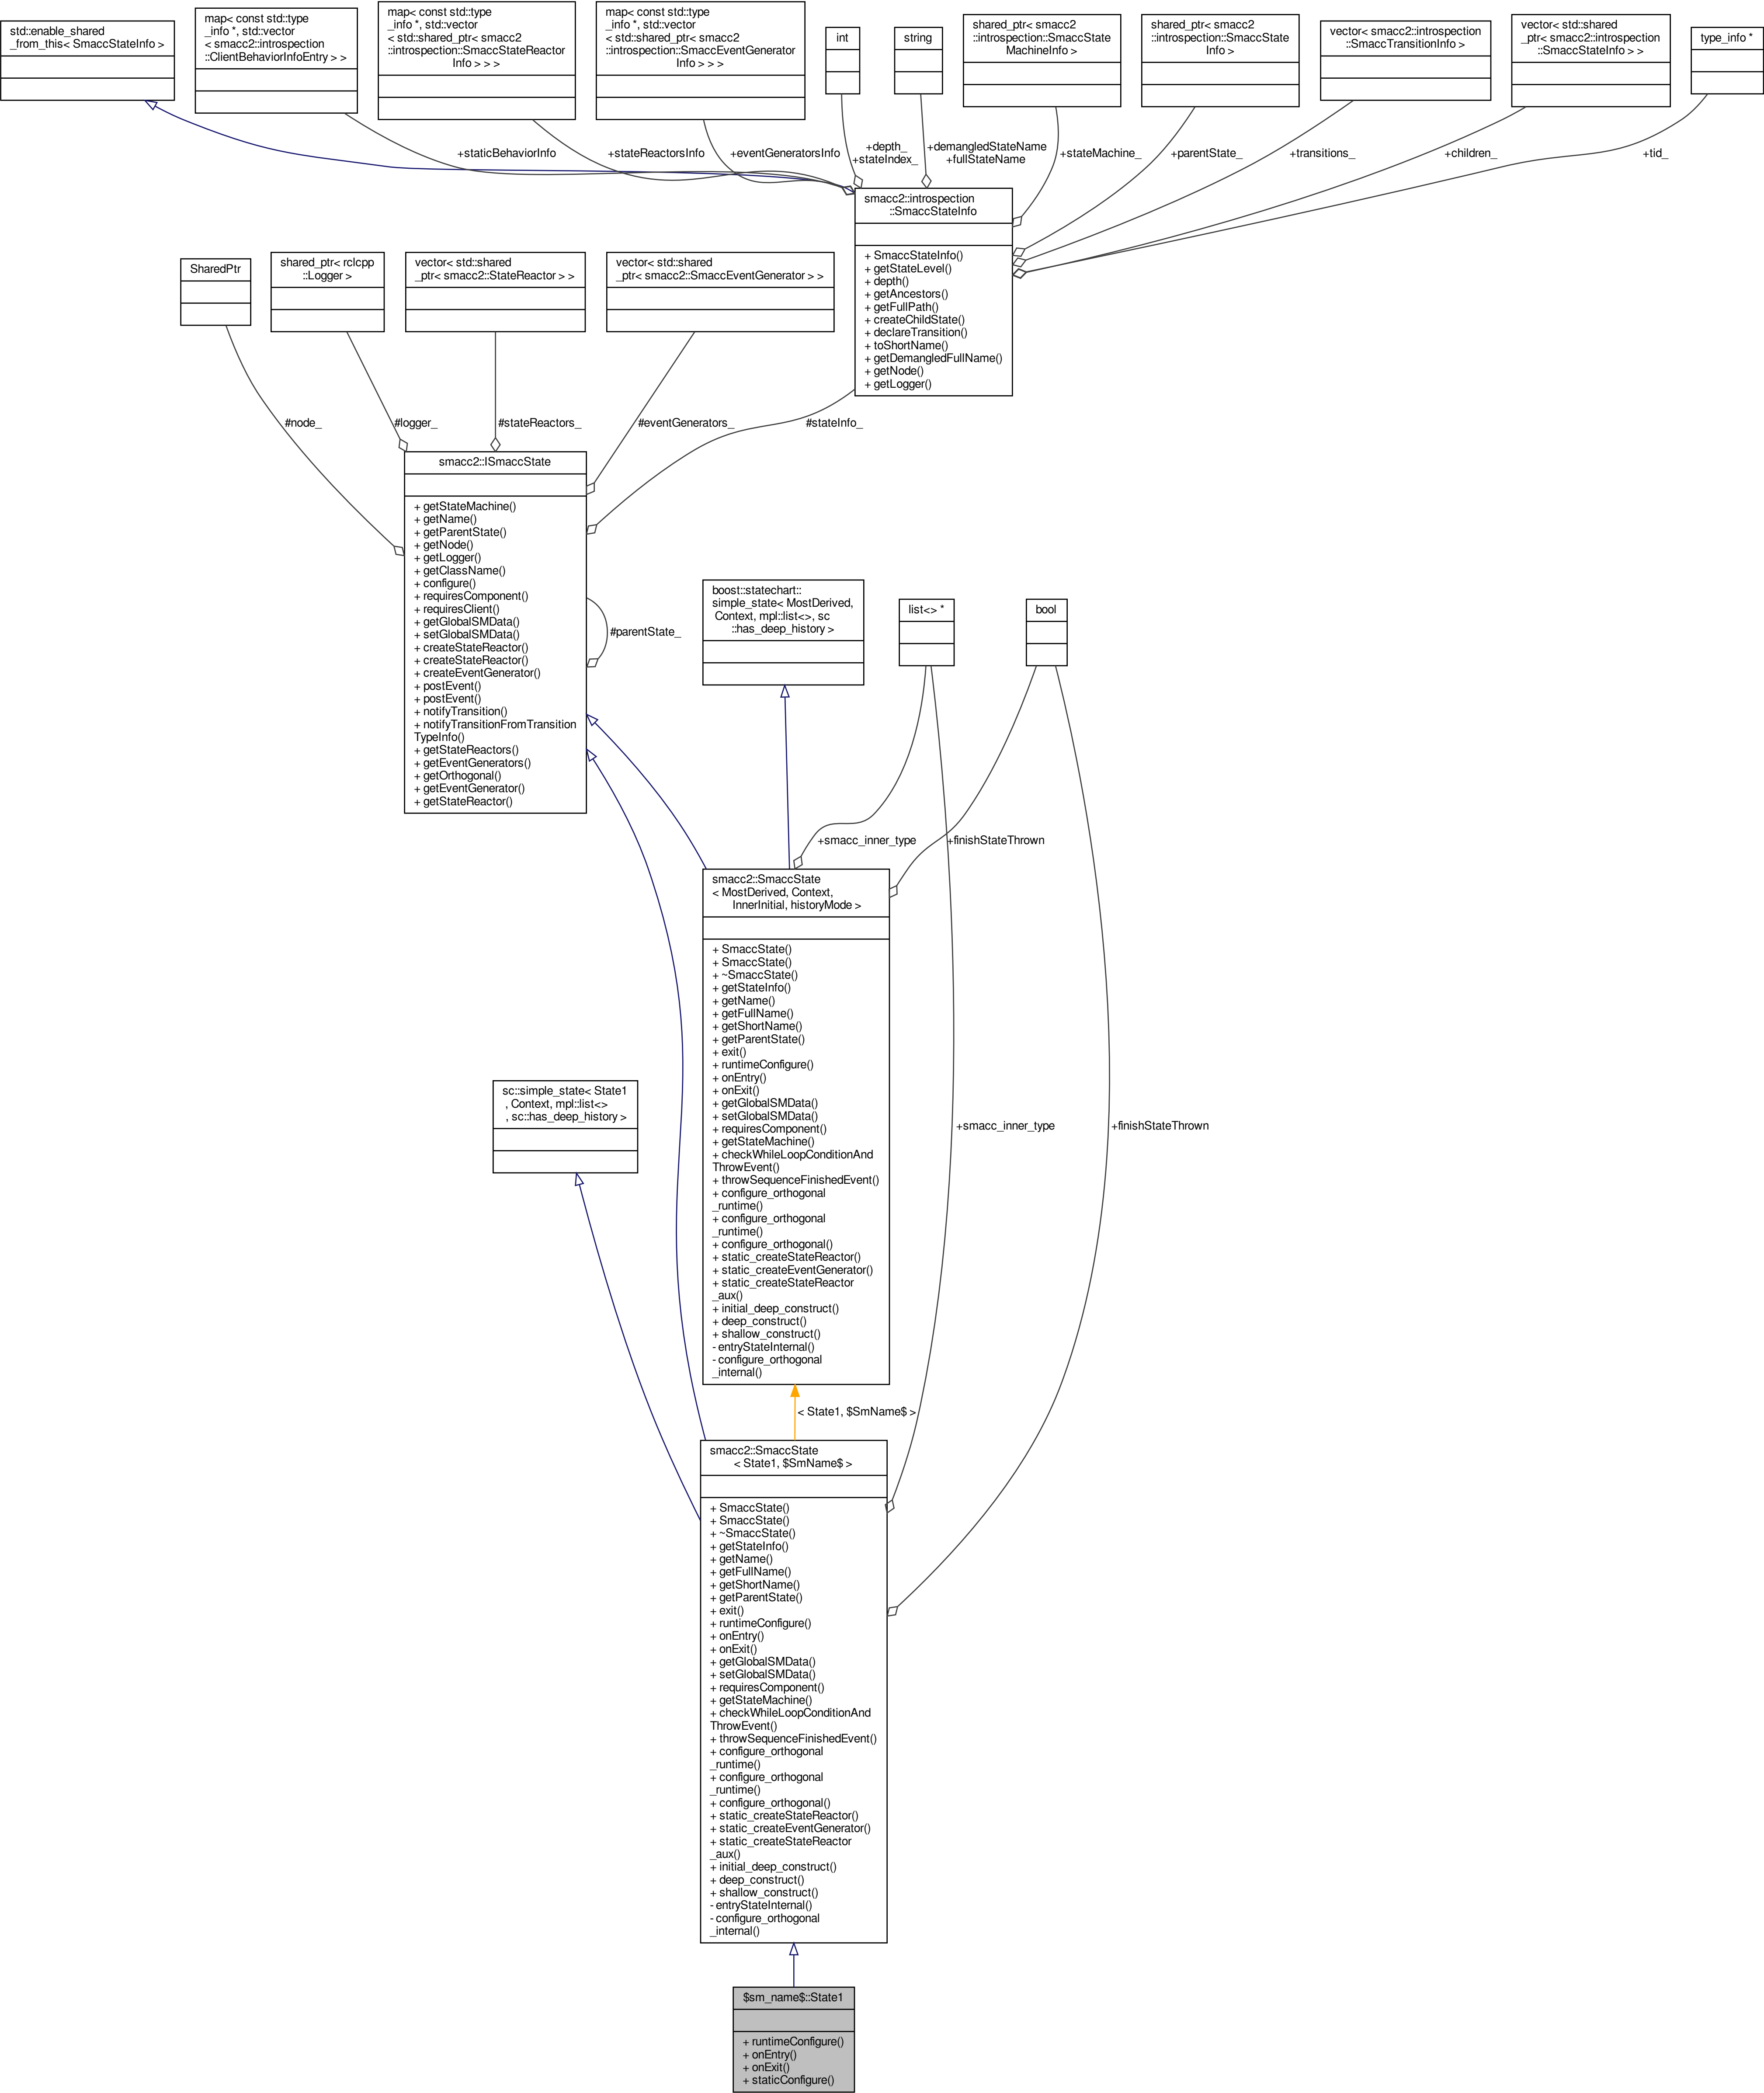 std::enable_shared
_from_this< SmaccStateInfo >
map< const std::type
_info *, std::vector
< smacc2::introspection
::ClientBehaviorInfoEntry > >
map< const std::type
_info *, std::vector
< std::shared_ptr< smacc2
::introspection::SmaccStateReactor
Info > > >
map< const std::type
_info *, std::vector
< std::shared_ptr< smacc2
::introspection::SmaccEventGenerator
Info > > >
int
string
shared_ptr< smacc2
::introspection::SmaccState
MachineInfo >
shared_ptr< smacc2
::introspection::SmaccState
Info >
vector< smacc2::introspection
::SmaccTransitionInfo >
vector< std::shared
_ptr< smacc2::introspection
::SmaccStateInfo > >
type_info *
+staticBehaviorInfo
+stateReactorsInfo
+eventGeneratorsInfo
+depth_
+stateIndex_
+demangledStateName
+fullStateName
+stateMachine_
+parentState_
+transitions_
+children_
+tid_
smacc2::introspection
::SmaccStateInfo
+ SmaccStateInfo()
+ getStateLevel()
+ depth()
+ getAncestors()
+ getFullPath()
+ createChildState()
+ declareTransition()
+ toShortName()
+ getDemangledFullName()
+ getNode()
+ getLogger()
SharedPtr
shared_ptr< rclcpp
::Logger >
vector< std::shared
_ptr< smacc2::StateReactor > >
vector< std::shared
_ptr< smacc2::SmaccEventGenerator > >
#node_
#logger_
#stateReactors_
#eventGenerators_
#stateInfo_
smacc2::ISmaccState
+ getStateMachine()
+ getName()
+ getParentState()
+ getNode()
+ getLogger()
+ getClassName()
+ configure()
+ requiresComponent()
+ requiresClient()
+ getGlobalSMData()
+ setGlobalSMData()
+ createStateReactor()
+ createStateReactor()
+ createEventGenerator()
+ postEvent()
+ postEvent()
+ notifyTransition()
+ notifyTransitionFromTransition
TypeInfo()
+ getStateReactors()
+ getEventGenerators()
+ getOrthogonal()
+ getEventGenerator()
+ getStateReactor()
#parentState_
boost::statechart::
simple_state< MostDerived,
Context, mpl::list<>, sc
::has_deep_history >
list<> *
bool
+smacc_inner_type
+finishStateThrown
smacc2::SmaccState
< MostDerived, Context,
InnerInitial, historyMode >
+ SmaccState()
+ SmaccState()
+ ~SmaccState()
+ getStateInfo()
+ getName()
+ getFullName()
+ getShortName()
+ getParentState()
+ exit()
+ runtimeConfigure()
+ onEntry()
+ onExit()
+ getGlobalSMData()
+ setGlobalSMData()
+ requiresComponent()
+ getStateMachine()
+ checkWhileLoopConditionAnd
ThrowEvent()
+ throwSequenceFinishedEvent()
+ configure_orthogonal
_runtime()
+ configure_orthogonal
_runtime()
+ configure_orthogonal()
+ static_createStateReactor()
+ static_createEventGenerator()
+ static_createStateReactor
_aux()
+ initial_deep_construct()
+ deep_construct()
+ shallow_construct()
- entryStateInternal()
- configure_orthogonal
_internal()
sc::simple_state< State1
, Context, mpl::list<>
, sc::has_deep_history >
+smacc_inner_type
+finishStateThrown
< State1, $SmName$ >
smacc2::SmaccState
< State1, $SmName$ >
+ SmaccState()
+ SmaccState()
+ ~SmaccState()
+ getStateInfo()
+ getName()
+ getFullName()
+ getShortName()
+ getParentState()
+ exit()
+ runtimeConfigure()
+ onEntry()
+ onExit()
+ getGlobalSMData()
+ setGlobalSMData()
+ requiresComponent()
+ getStateMachine()
+ checkWhileLoopConditionAnd
ThrowEvent()
+ throwSequenceFinishedEvent()
+ configure_orthogonal
_runtime()
+ configure_orthogonal
_runtime()
+ configure_orthogonal()
+ static_createStateReactor()
+ static_createEventGenerator()
+ static_createStateReactor
_aux()
+ initial_deep_construct()
+ deep_construct()
+ shallow_construct()
- entryStateInternal()
- configure_orthogonal
_internal()
$sm_name$::State1
+ runtimeConfigure()
+ onEntry()
+ onExit()
+ staticConfigure()